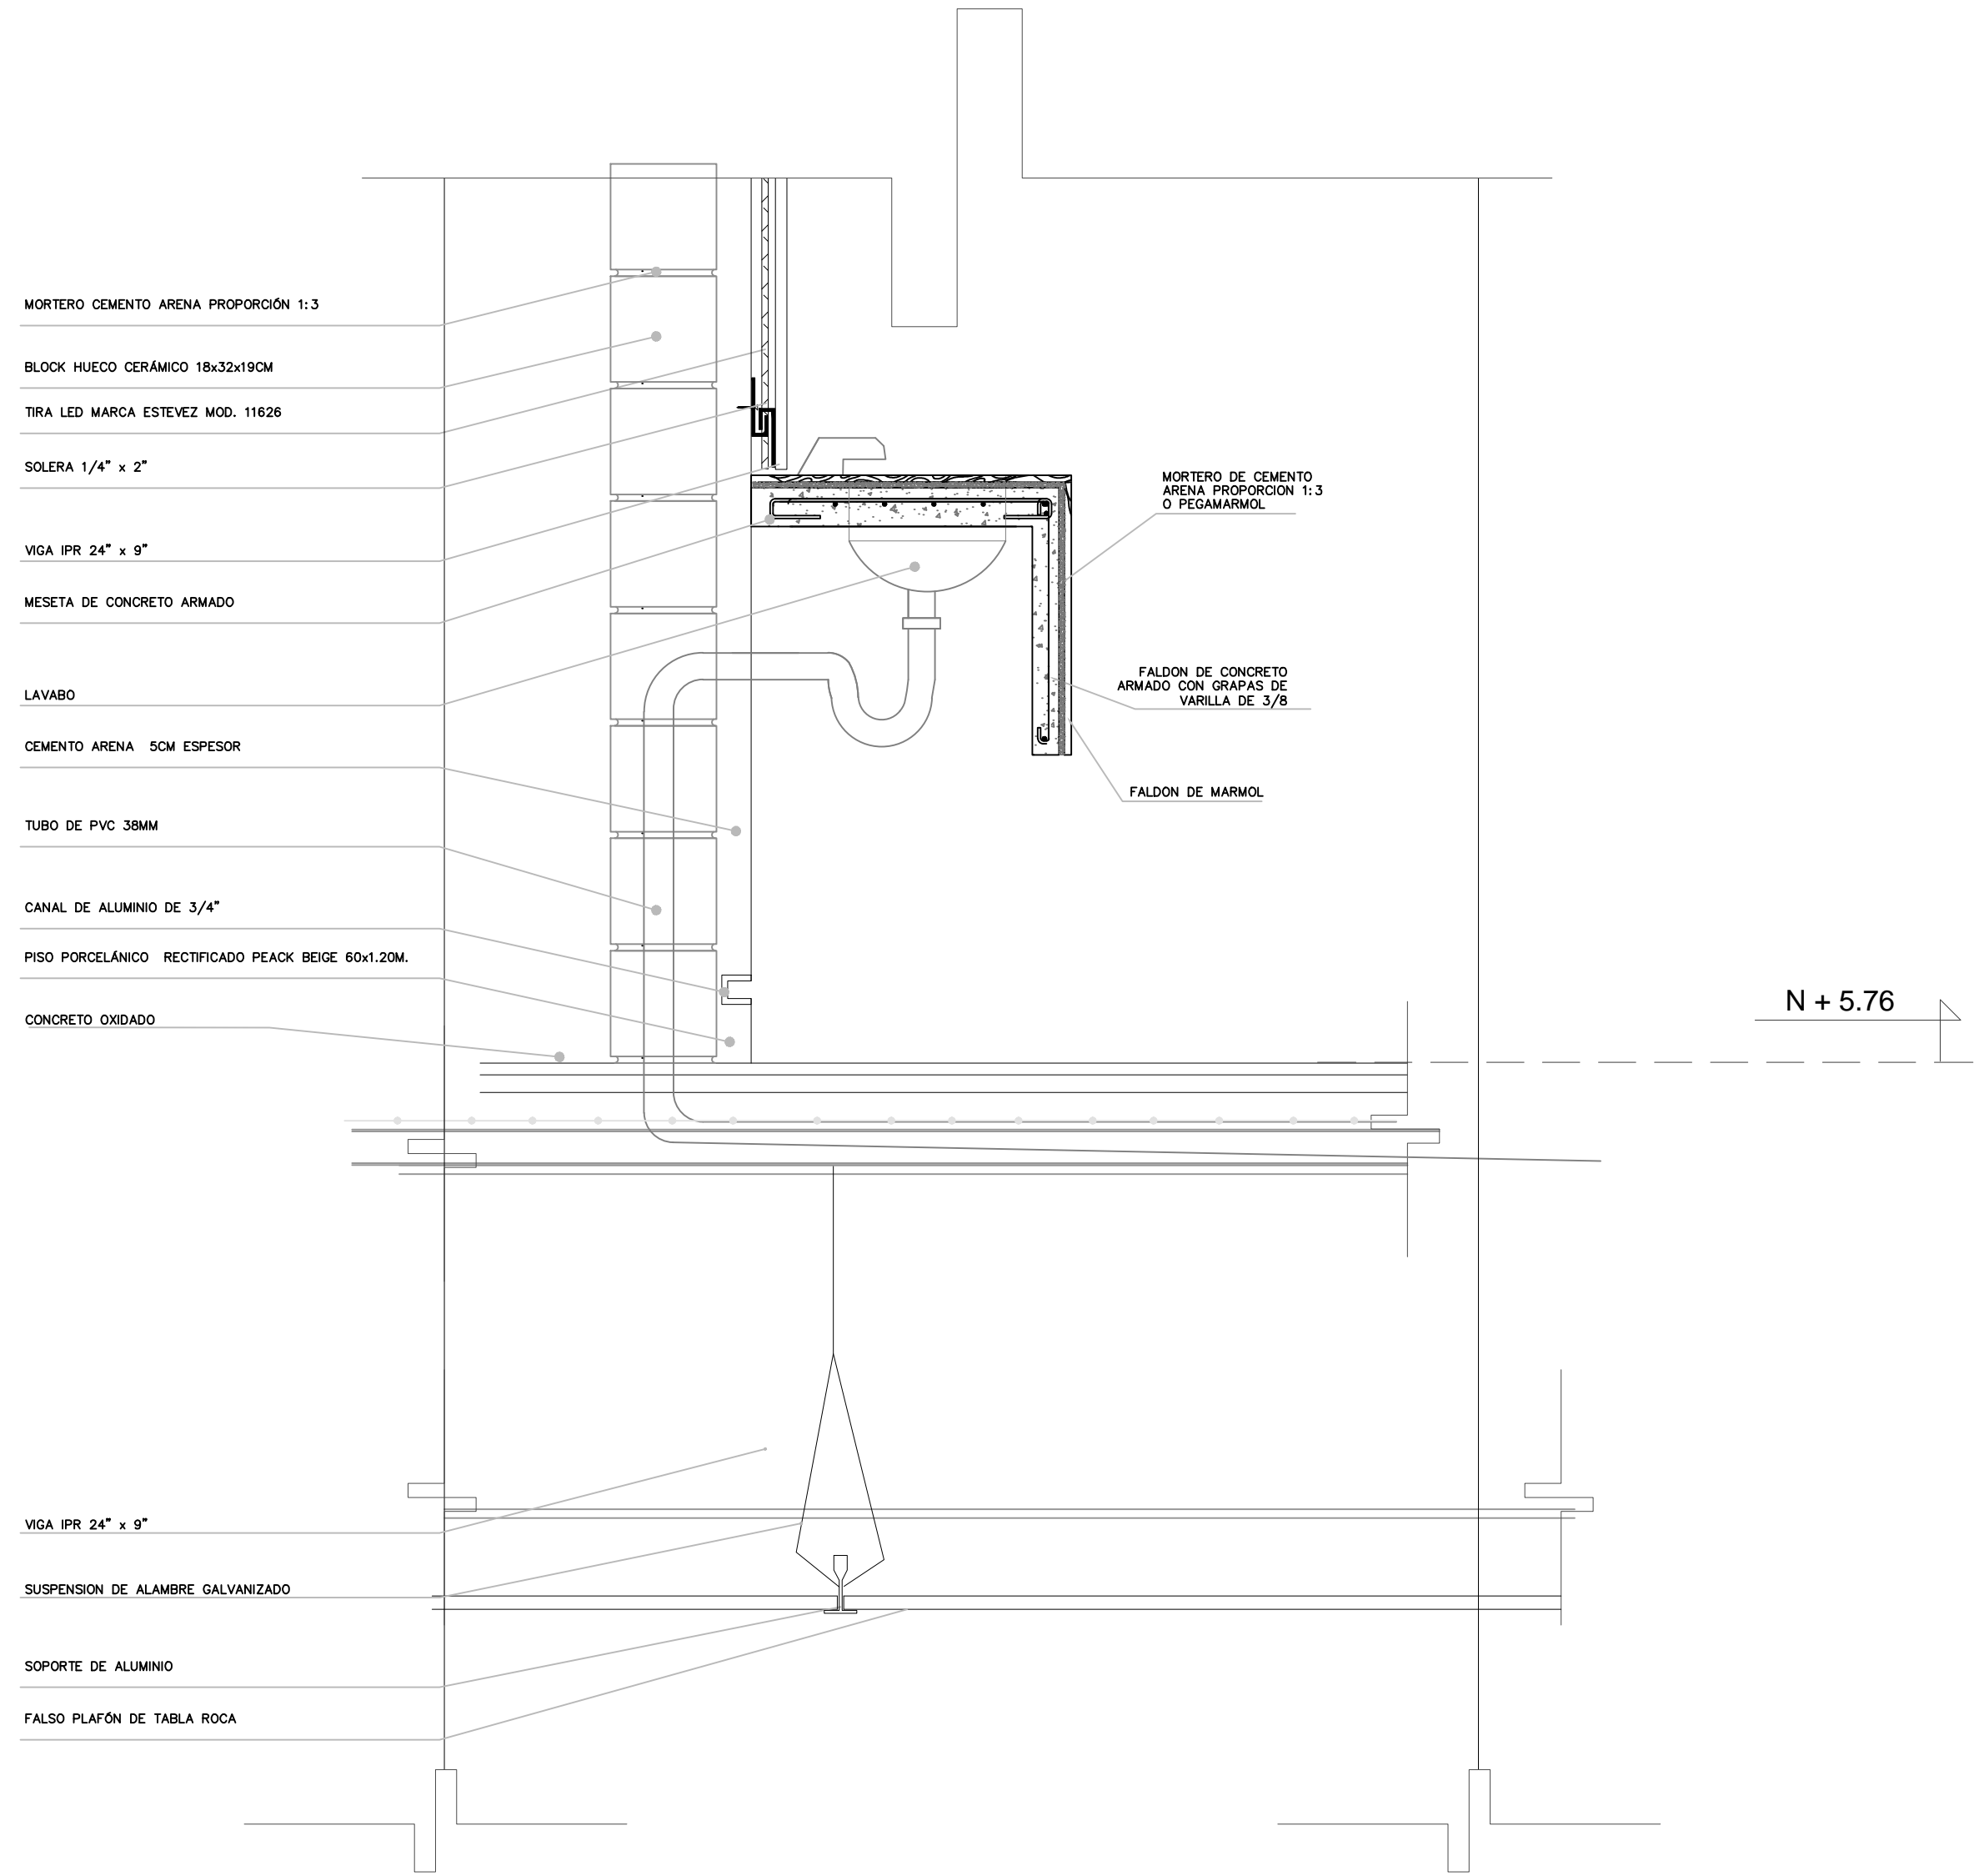 MORTERO CEMENTO ARENA PROPORCIÓN 1:3
BLOCK HUECO CERÁMICO 18x32x19CM
TIRA LED MARCA ESTEVEZ MOD. 11626
SOLERA 1/4" x 2"
VIGA IPR 24" x 9"
MESETA DE CONCRETO ARMADO
LAVABO
CEMENTO ARENA 5CM ESPESOR
TUBO DE PVC 38MM
CANAL DE ALUMINIO DE 3/4"
PISO PORCELÁNICO RECTIFICADO PEACK BEIGE 60x1.20M.
CONCRETO OXIDADO
VIGA IPR 24" x 9"
SUSPENSION DE ALAMBRE GALVANIZADO
SOPORTE DE ALUMINIO
FALSO PLAFÓN DE TABLA ROCA
MORTERO DE CEMENTO
ARENA PROPORCION 1:3
O PEGAMARMOL
FALDON DE CONCRETO
ARMADO CON GRAPAS DE
VARILLA DE 3/8
FALDON DE MARMOL
N + 5.76